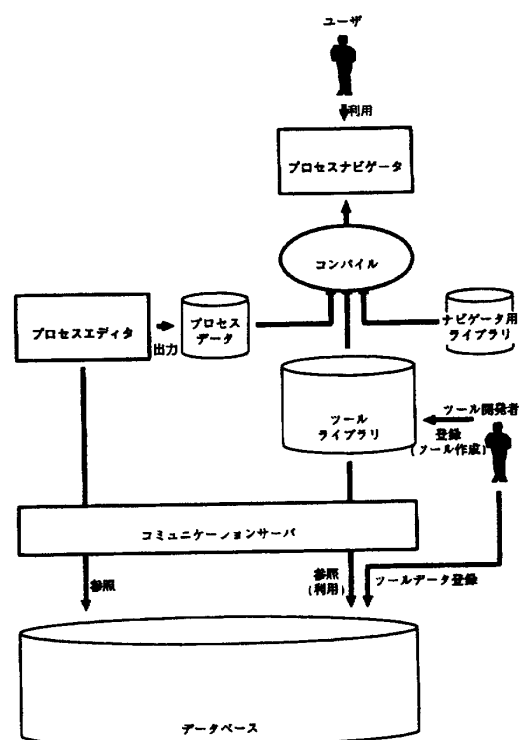 ユーザ
利用
プロセスナビゲータ
コンパイル
プロセスエディタ
出力
プロセス
データ
ナビゲータ用
ライブラリ
ツール
ライブラリ
ツール開発者
登録
(ツール作成)
コミュニケーションサーバ
参照
参照
(利用)
ツールデータ登録
データベース